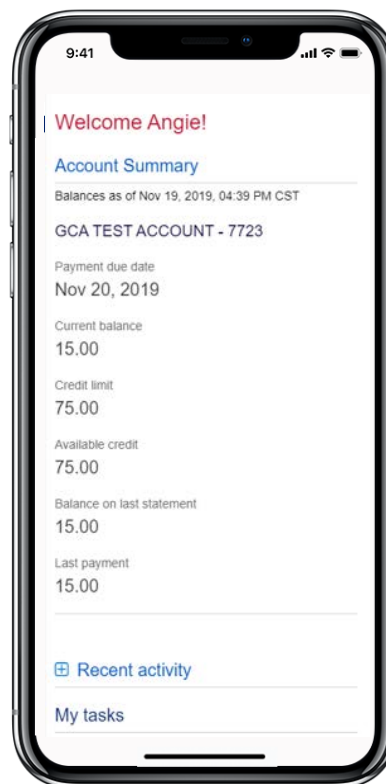 9:41
Welcome Angie!
Account Summary
Balances as of Nov 19, 2019, 04:39 PM CST
GCA TEST ACCOUNT - 7723
Payment due date
Nov 20, 2019
Current balance
15.00
Credit limit
75.00
Available credit
75.00
Balance on last statement
15.00
Last payment
15.00
Recent activity
My tasks